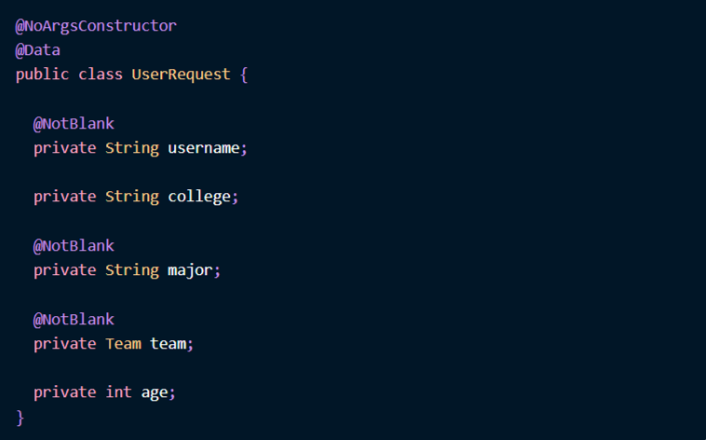 @NoArgsConstructor
@Data
public class UserRequest {
@NotBlank
private String username;
private String college;
@NotBlank
private String major;
@NotBlank
private Team team;
private int age;
}